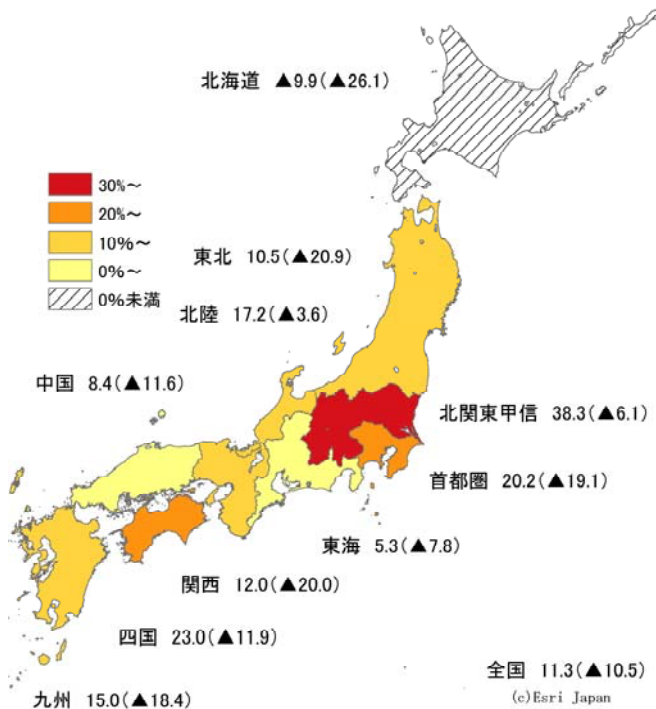 北海道 ▲9.9(▲26.1)
30%～
20%～
10%～
0%～
0%未満
東北 10.5(▲20.9)
北陸 17.2(▲3.6)
中国 8.4(▲11.6)
北関東甲信 38.3(▲6.1)
首都圏 20.2(▲19.1)
東海 5.3(▲7.8)
関西 12.0(▲20.0)
四国 23.0(▲11.9)
全国 11.3(▲10.5)
九州 15.0(▲18.4)
(c)Esri Japan